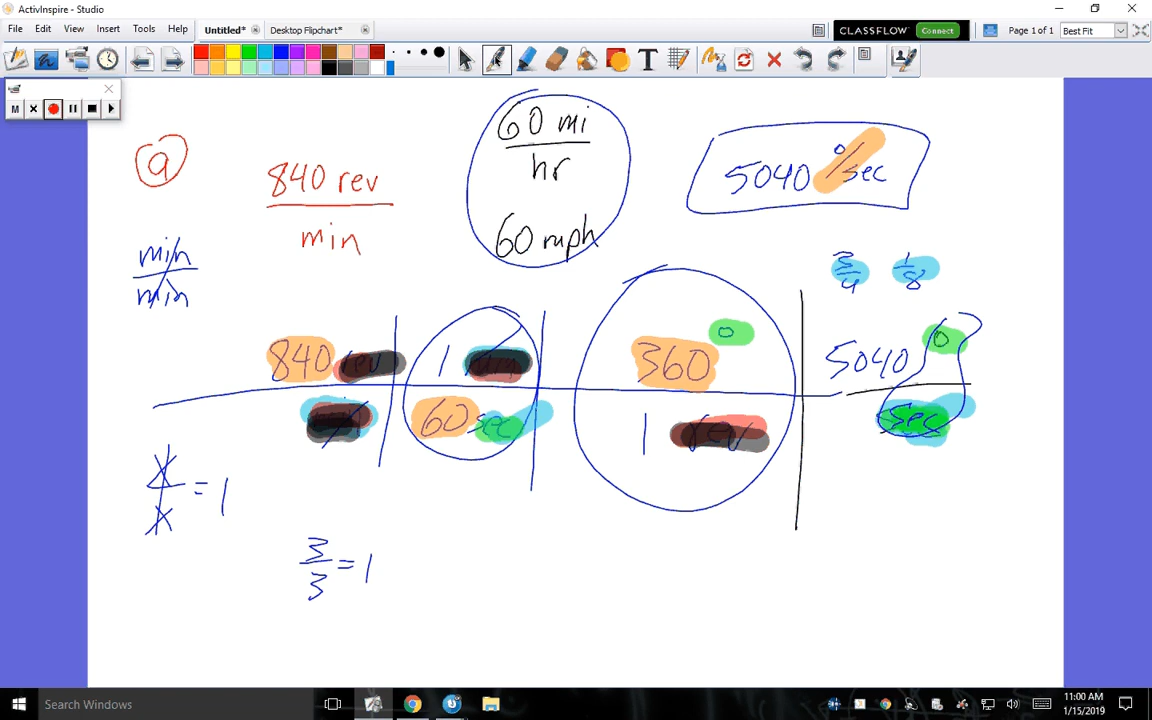 ActivInspire - Studio
File Edit View Insert Tools Help Untitled* Desktop Flipchart*
CLASSFLOW Connect Page 1 of 1 Best Fit
T
M
a
840 rev
min
60 mi
hr
60 mph
5040 °/sec
min
min
3/4 1/8
840 rev 1 min 360° 5040°
min 60 sec 1 rev sec
x/x = 1
3/3 = 1
Search Windows
11:00 AM
1/15/2019